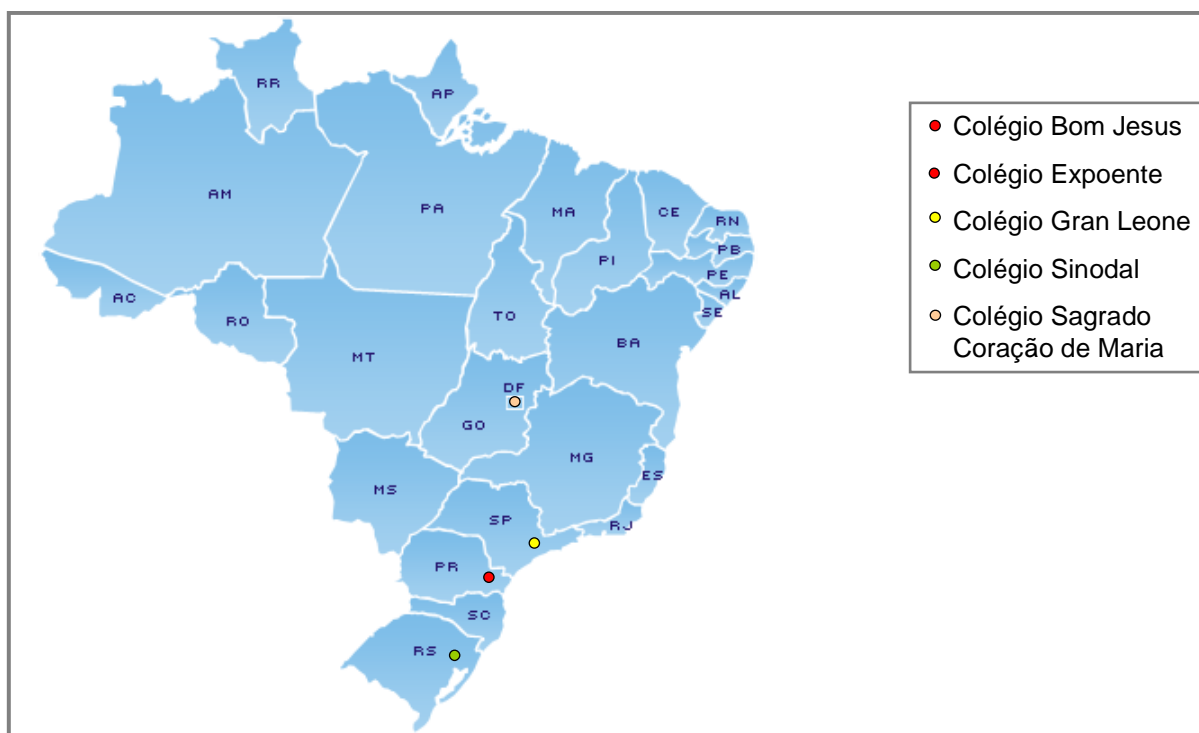 RR
AP
AM
PA
MA
CE
RN
PB
PI
PE
AL
SE
AC
RO
TO
BA
MT
DF
GO
MG
ES
MS
SP
RJ
PR
SC
RS
Colégio Bom Jesus
Colégio Expoente
Colégio Gran Leone
Colégio Sinodal
Colégio Sagrado
Coração de Maria